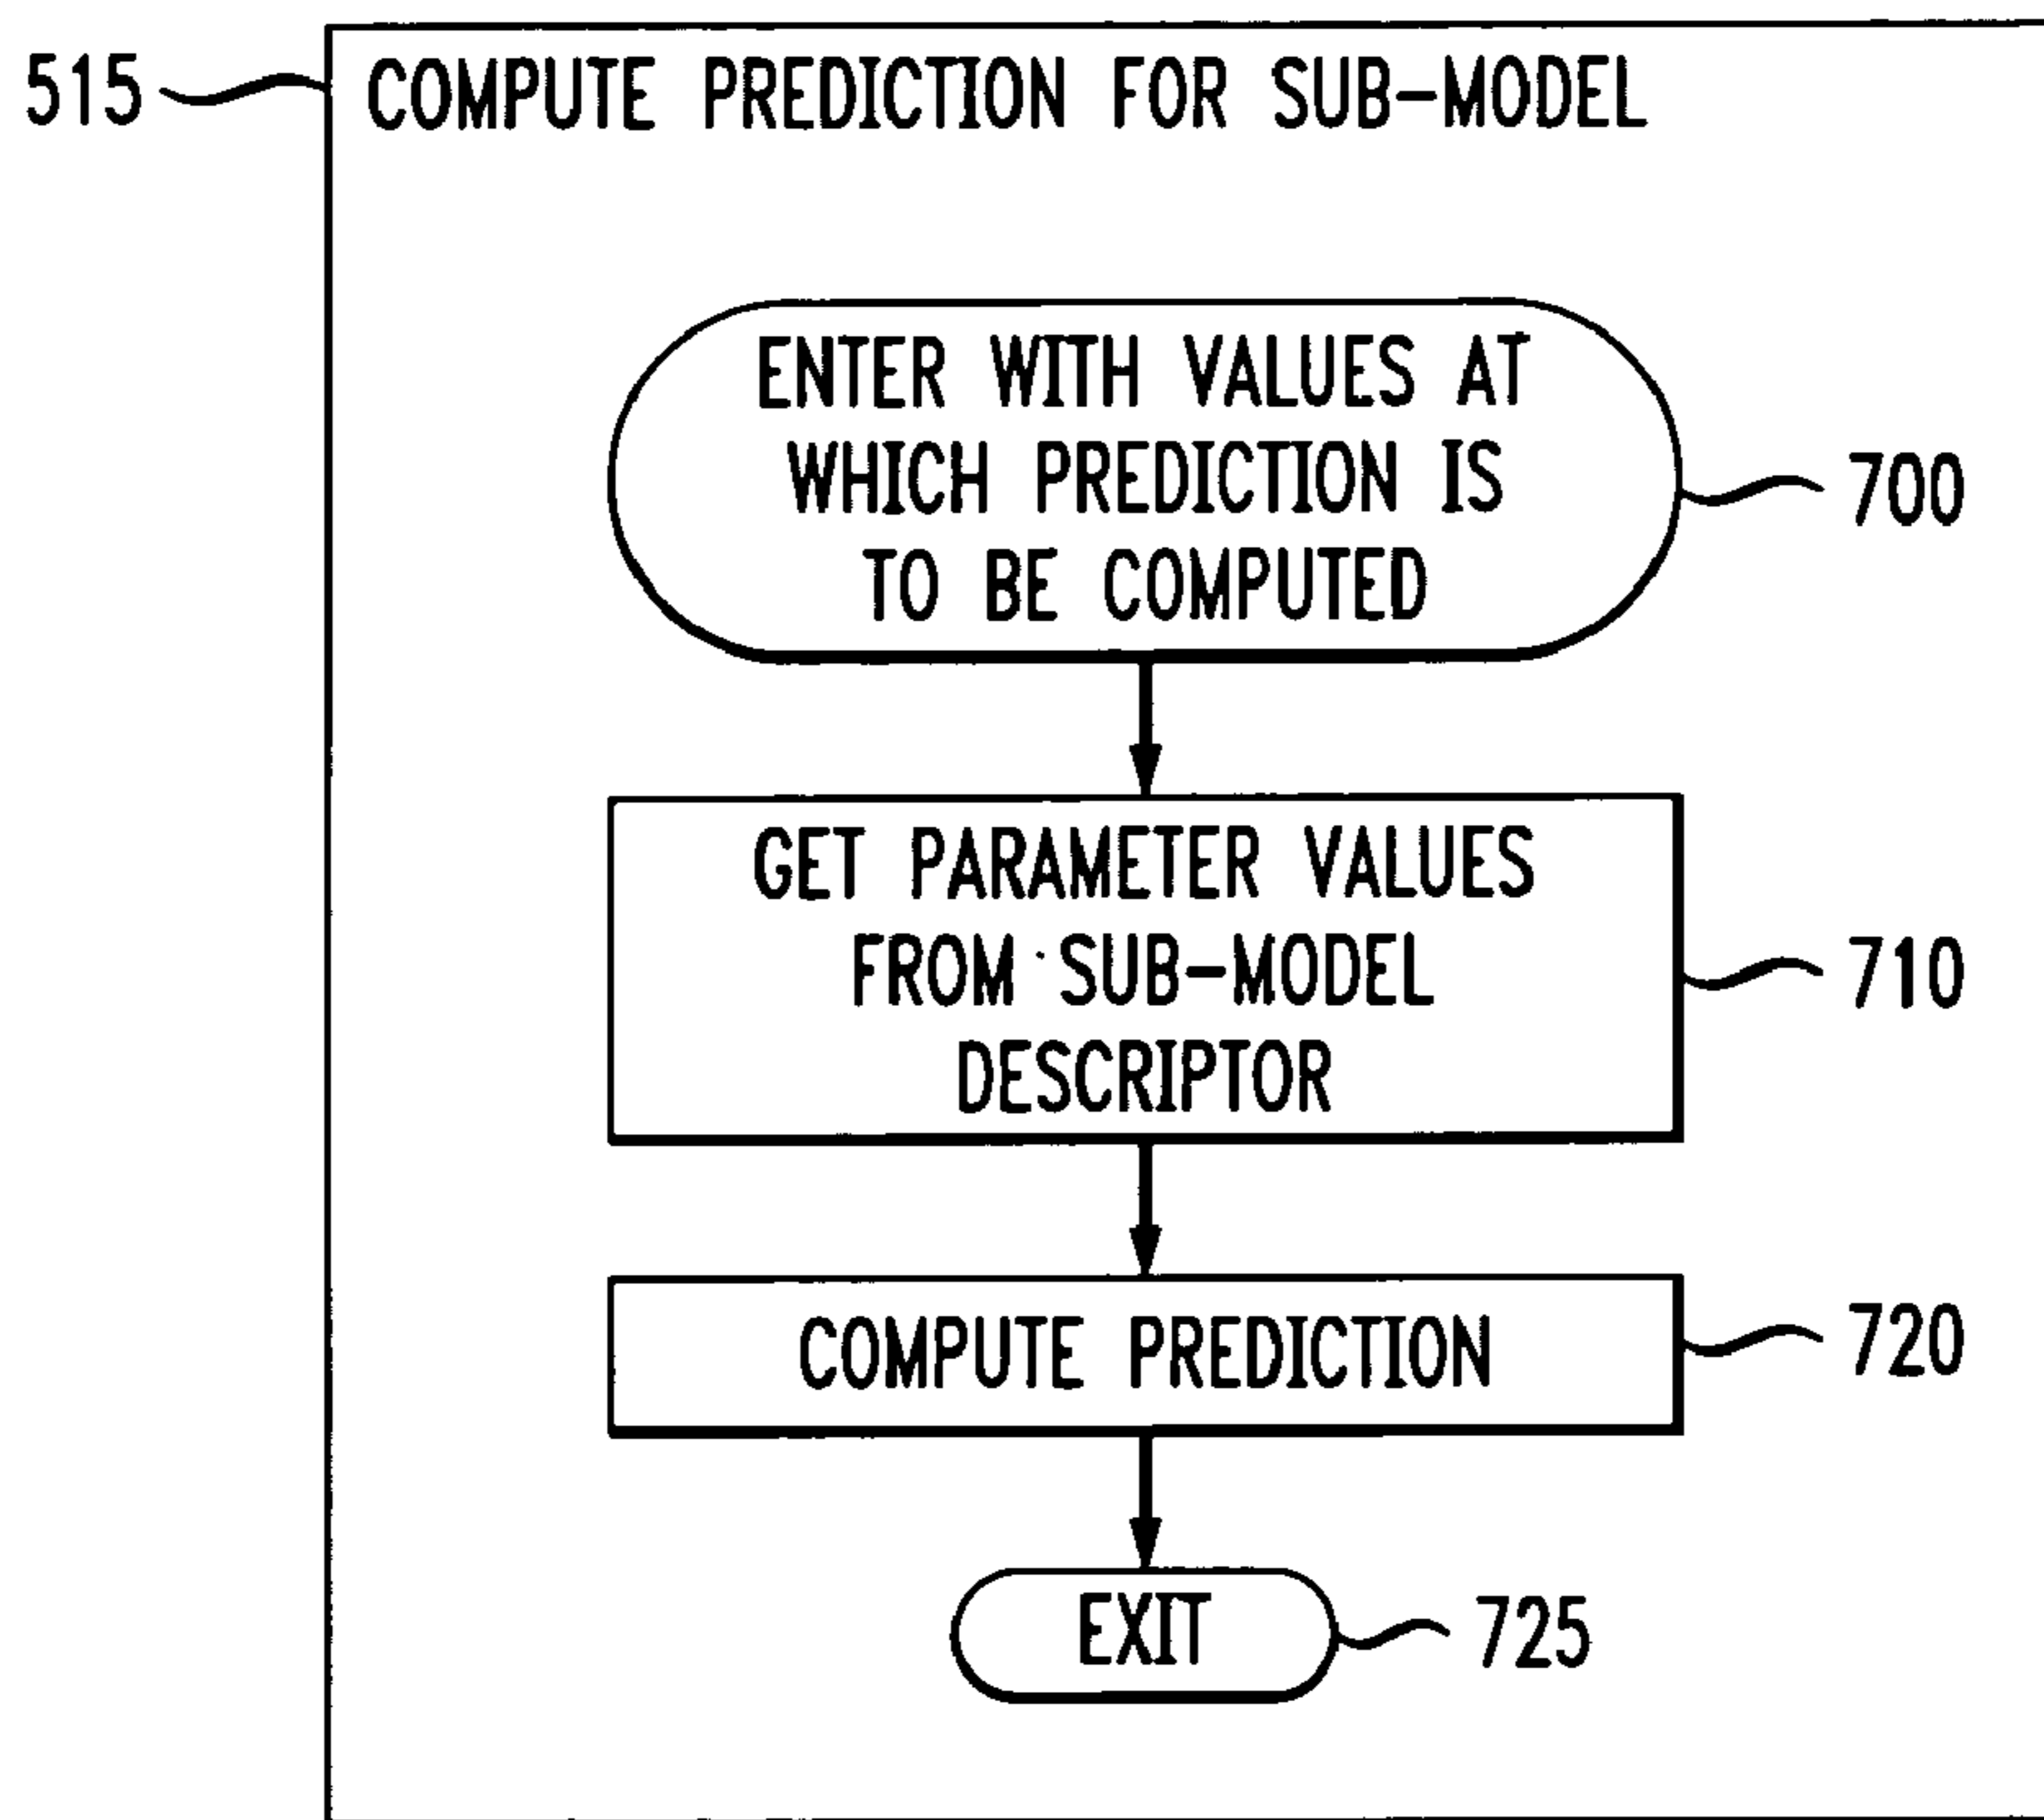 515 COMPUTE PREDICTION FOR SUB-MODEL
ENTER WITH VALUES AT
WHICH PREDICTION IS
TO BE COMPUTED
700
GET PARAMETER VALUES
FROM SUB-MODEL
DESCRIPTOR
710
COMPUTE PREDICTION
720
EXIT
725